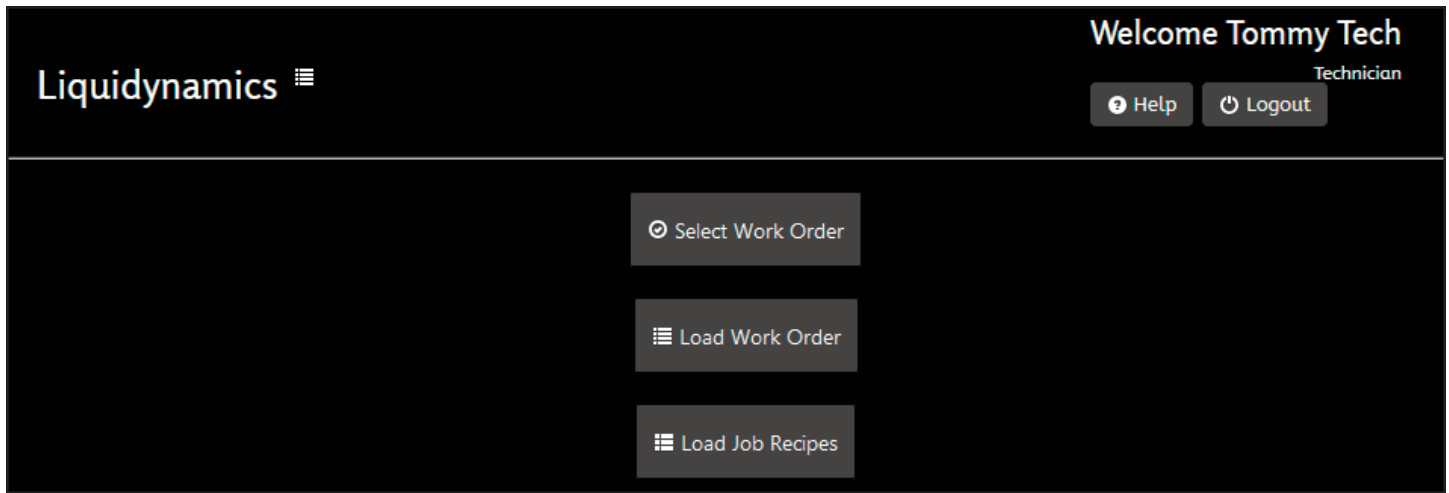 Welcome Tommy Tech
Liquidynamics
Technician
Help
Logout
Select Work Order
Load Work Order
Load Job Recipes